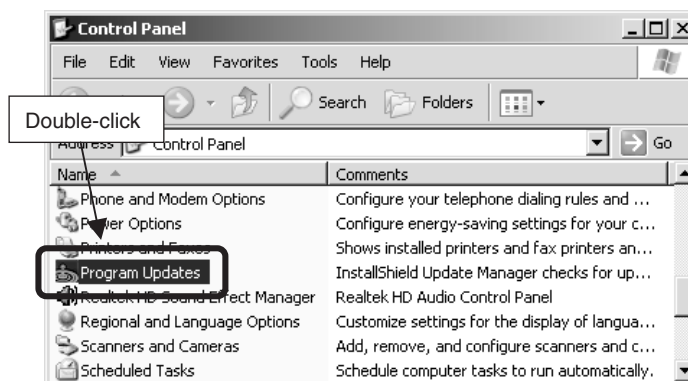 Control Panel
File Edit View Favorites Tools Help
Search Folders
Double-click
Address Control Panel Go
Name Comments
Phone and Modem Options Configure your telephone dialing rules and ...
Power Options Configure energy-saving settings for your c...
Printers and Faxes Shows installed printers and fax printers an...
Program Updates InstallShield Update Manager checks for up...
Realtek HD Sound Effect Manager Realtek HD Audio Control Panel
Regional and Language Options Customize settings for the display of langua...
Scanners and Cameras Add, remove, and configure scanners and c...
Scheduled Tasks Schedule computer tasks to run automatically.